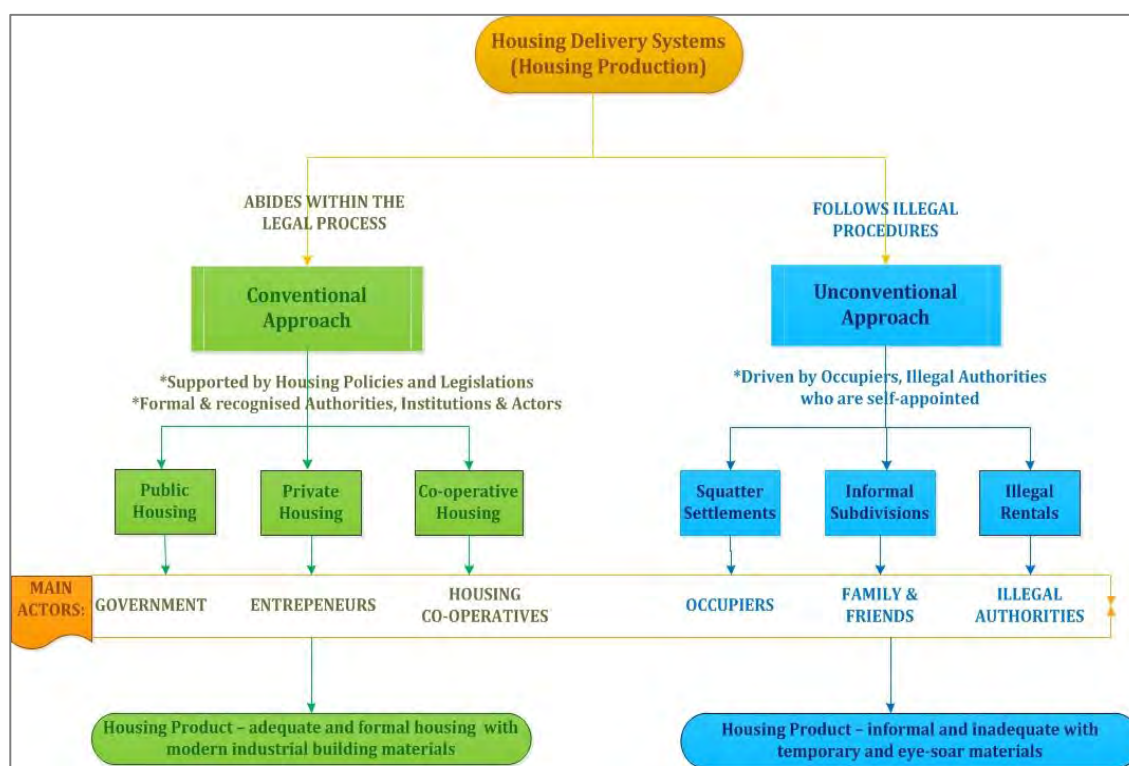 Housing Delivery Systems
(Housing Production)
ABIDES WITHIN THE
LEGAL PROCESS
FOLLOWS ILLEGAL
PROCEDURES
Conventional
Approach
Unconventional
Approach
*Supported by Housing Policies and Legislations
*Formal & recognised Authorities, Institutions & Actors
*Driven by Occupiers, Illegal Authorities
who are self-appointed
Public
Housing
Private
Housing
Co-operative
Housing
Squatter
Settlements
Informal
Subdivisions
Illegal
Rentals
MAIN
ACTORS:
GOVERNMENT
ENTREPENEURS
HOUSING
CO-OPERATIVES
OCCUPIERS
FAMILY &
FRIENDS
ILLEGAL
AUTHORITIES
Housing Product – adequate and formal housing with
modern industrial building materials
Housing Product – informal and inadequate with
temporary and eye-soar materials